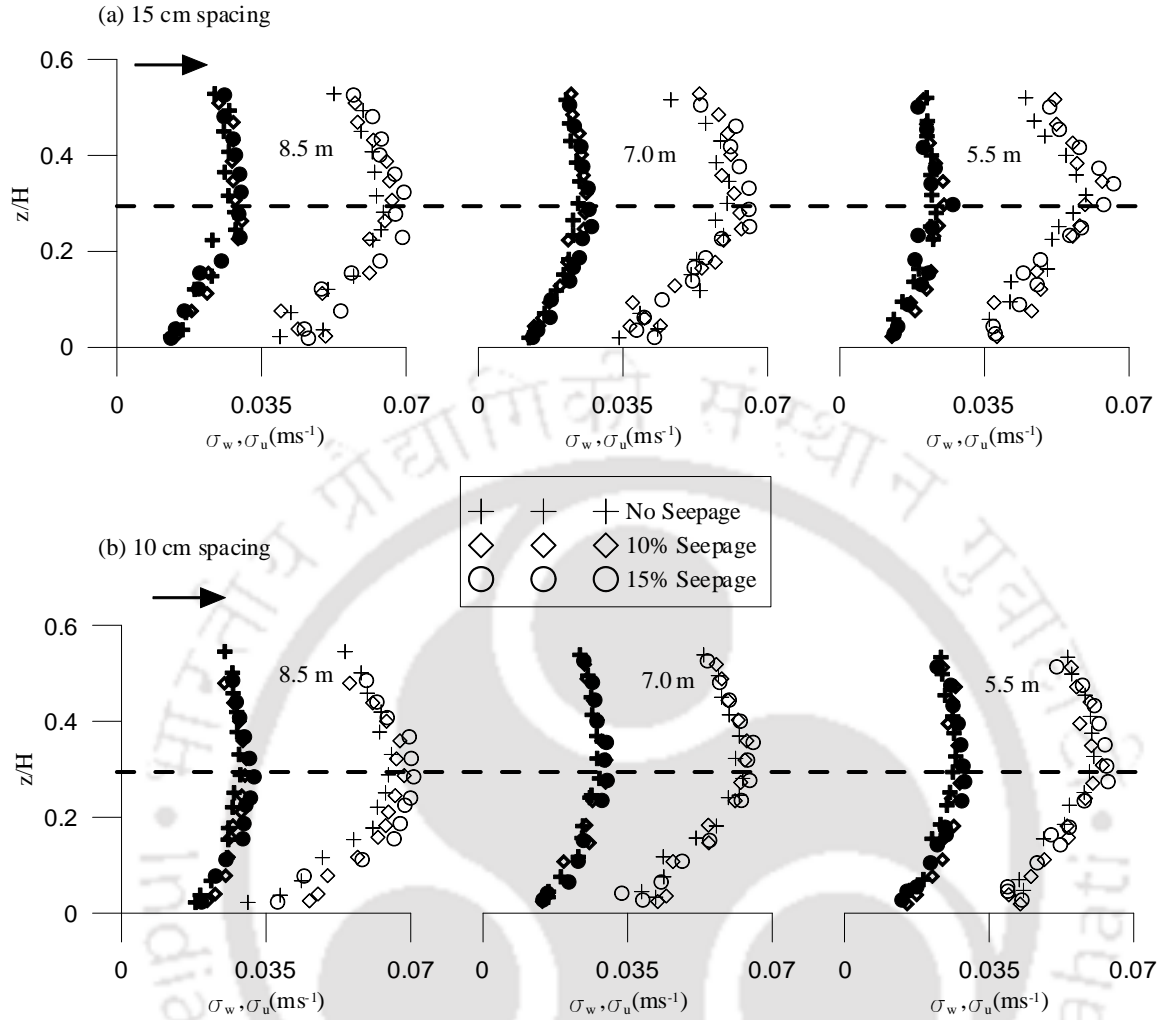 (a) 15 cm spacing
0.6
0.4
0.2
0
z/H
8.5 m
7.0 m
5.5 m
0 0.035 0.07
0 0.035 0.07
0 0.035 0.07
σw,σu(ms-1)
σw,σu(ms-1)
σw,σu(ms-1)
No Seepage
10% Seepage
15% Seepage
(b) 10 cm spacing
0.6
0.4
0.2
0
z/H
8.5 m
7.0 m
5.5 m
0 0.035 0.07
0 0.035 0.07
0 0.035 0.07
σw,σu(ms-1)
σw,σu(ms-1)
σw,σu(ms-1)